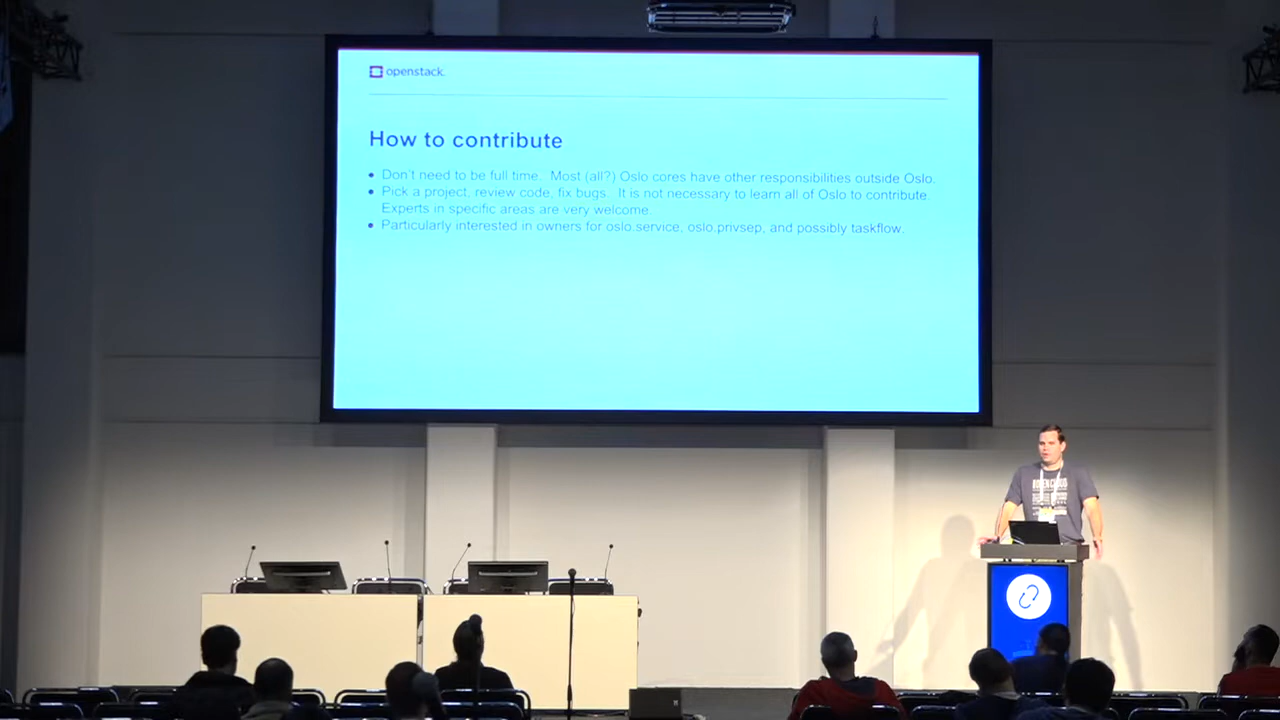 openstack.
How to contribute
• Don't need to be full time. Most (all?) Oslo cores have other responsibilities outside Oslo.
• Pick a project, review code, fix bugs. It is not necessary to learn all of Oslo to contribute.
Experts in specific areas are very welcome.
• Particularly interested in owners for oslo.service, oslo.privsep, and possibly taskflow.